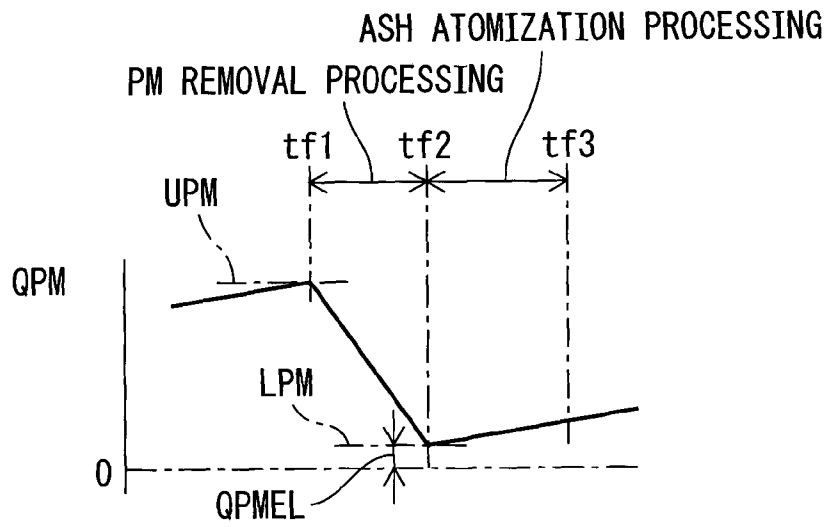 ASH ATOMIZATION PROCESSING
PM REMOVAL PROCESSING
tf1 tf2 tf3
UPM
QPM
LPM
0
QPMEL